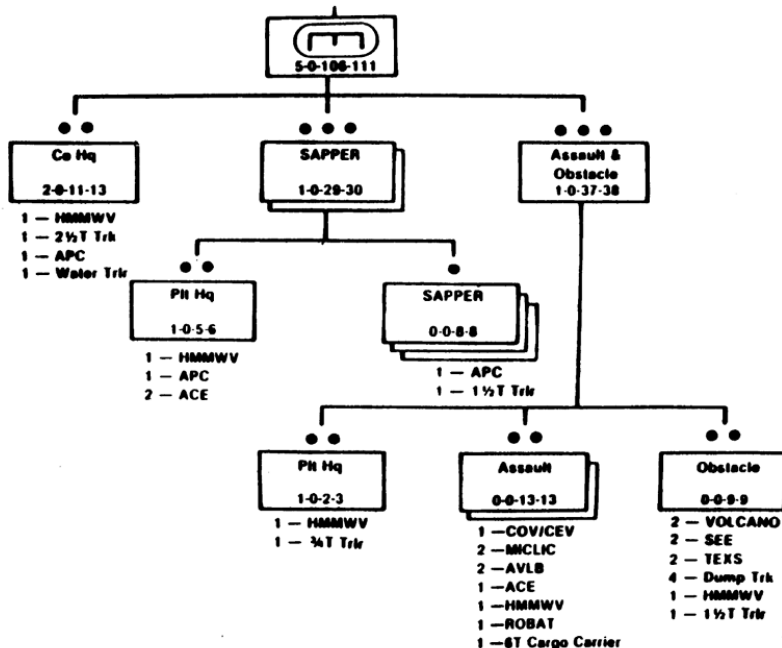 5-0-106-111
Co Hq
2-0-11-13
1 — HMMWV
1 — 2½T Trk
1 — APC
1 — Water Trlr
SAPPER
1-0-29-30
Assault &
Obstacle
1-0-37-38
Plt Hq
1-0-5-6
1 — HMMWV
1 — APC
2 — ACE
SAPPER
0-0-8-8
1 — APC
1 — 1½T Trlr
Plt Hq
1-0-2-3
1 — HMMWV
1 — ¾T Trlr
Assault
0-0-13-13
1 — COV/CEV
2 — MICLIC
2 — AVLB
1 — ACE
1 — HMMWV
1 — ROBAT
1 — 6T Cargo Carrier
Obstacle
0-0-9-9
2 — VOLCANO
2 — SEE
2 — TEXS
4 — Dump Trk
1 — HMMWV
1 — 1½T Trlr